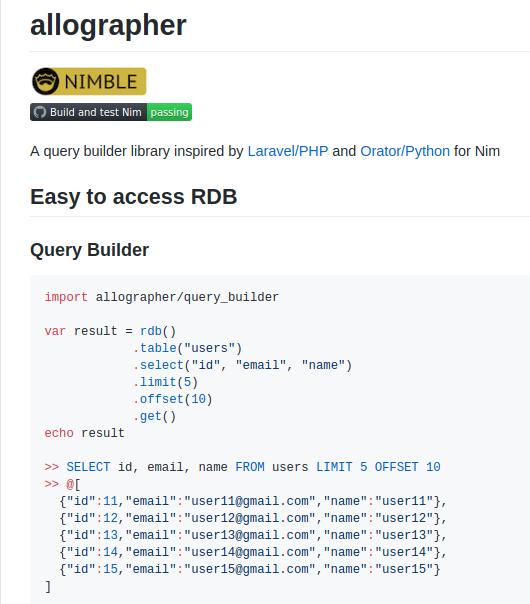 allographer
NIMBLE
Build and test Nim passing
A query builder library inspired by Laravel/PHP and Orator/Python for Nim
Easy to access RDB
Query Builder
import allographer/query_builder
var result = rdb()
.table("users")
.select("id", "email", "name")
.limit(5)
.offset(10)
.get()
echo result
>> SELECT id, email, name FROM users LIMIT 5 OFFSET 10
>> @[
{"id":11,"email":"user11@gmail.com","name":"user11"},
{"id":12,"email":"user12@gmail.com","name":"user12"},
{"id":13,"email":"user13@gmail.com","name":"user13"},
{"id":14,"email":"user14@gmail.com","name":"user14"},
{"id":15,"email":"user15@gmail.com","name":"user15"}
]